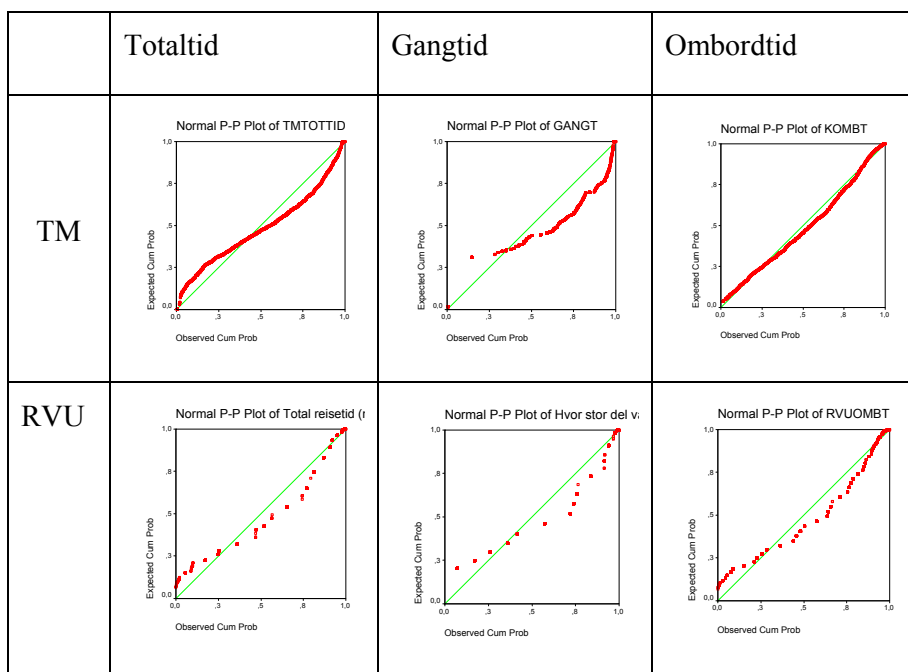 Totaltid
Gangtid
Ombordtid
TM
Normal P-P Plot of TMTOTTID
Expected Cum Prob
1,0
,8
,5
,3
0,0
0,0
,3
,5
,8
1,0
Observed Cum Prob
Normal P-P Plot of GANGT
Expected Cum Prob
1,0
,8
,5
,3
0,0
0,0
,3
,5
,8
1,0
Observed Cum Prob
Normal P-P Plot of KOMBT
Expected Cum Prob
1,0
,8
,5
,3
0,0
0,0
,3
,5
,8
1,0
Observed Cum Prob
RVU
Normal P-P Plot of Total reisetid (
Expected Cum Prob
1,0
,8
,5
,3
0,0
0,0
,3
,5
,8
1,0
Observed Cum Prob
Normal P-P Plot of Hvor stor del
Expected Cum Prob
1,0
,8
,5
,3
0,0
0,0
,3
,5
,8
1,0
Observed Cum Prob
Normal P-P Plot of RVUOMBT
Expected Cum Prob
1,0
,8
,5
,3
0,0
0,0
,3
,5
,8
1,0
Observed Cum Prob